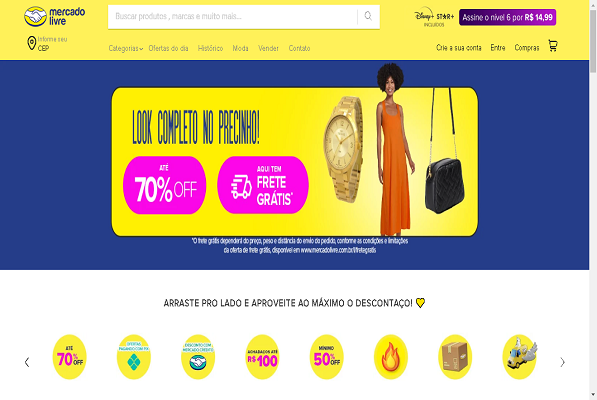 mercado
livre
Buscar produtos , marcas e muito mais...
Disney+ STAR+
INCLUIDOS
Assine o nível 6 por R$ 14,99
Informe seu
CEP
Categorias Ofertas do dia Histórico Moda Vender Contato
Crie a sua conta Entre Compras
LOOK COMPLETO NO PRECINHO!
ATÉ
70% OFF
AQUI TEM
FRETE
GRÁTIS*
*O frete grátis dependerá do preço, peso e distância do envio do pedido, conforme as condições e limitações
da oferta de frete grátis, disponível em www.mercadolivre.com.br/l/fretegratis
ARRASTE PRO LADO E APROVEITE AO MÁXIMO O DESCONTAÇO!
ATÉ
70%
OFF
OFERTAS
PAGANDO COM PIX
DESCONTO COM
MERCADO CRÉDITO
ACHADADOS ATÉ
R$100
MÍNIMO
50%
OFF